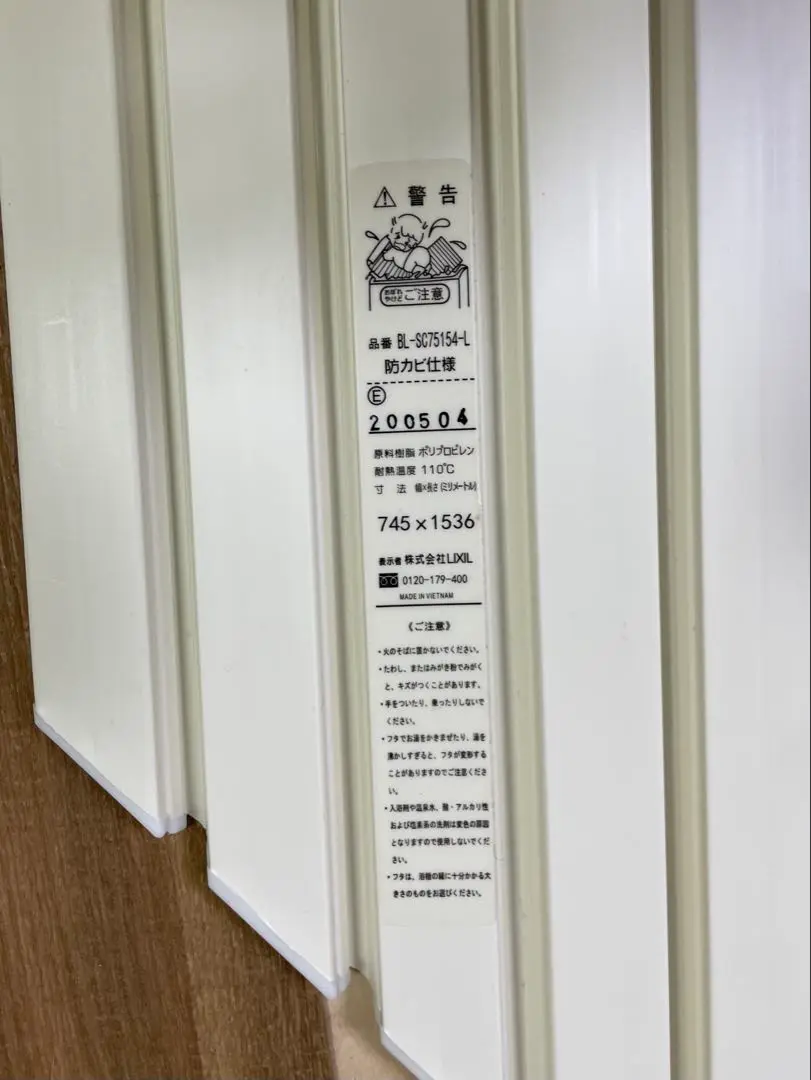 警告
おぼれ
やけど ご注意
品番 BL-SC75154-L
防カビ仕様
E
200504
原料樹脂 ポリプロピレン
耐熱温度 110℃
寸 法 幅×長さ(ミリメートル)
745×1536
表示者 株式会社LIXIL
0120-179-400
MADE IN VIETNAM
《ご注意》
・火のそばに置かないでください。
・たわし、またはみがき粉でみがく
と、キズがつくことがあります。
・手をついたり、乗ったりしないで
ください。
・フタでお湯をかきまぜたり、湯を
沸かしすぎると、フタが変形する
ことがありますのでご注意くださ
い。
・入浴剤や温泉水、酸・アルカリ性
および塩素系の洗剤は変色の原因
となりますので使用しないでくだ
さい。
・フタは、浴槽の縁に十分かかる大
きさのものをお選びください。